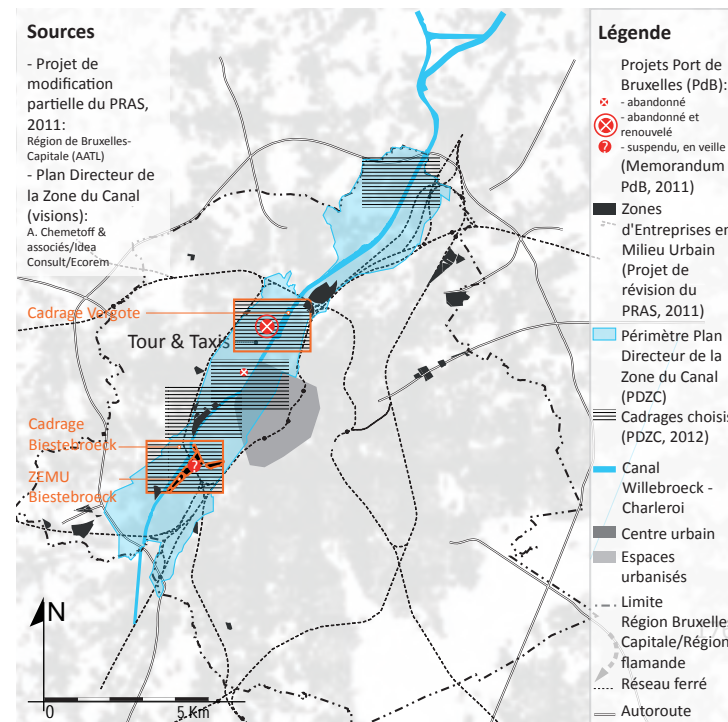 Sources
- Projet de
modification
partielle du PRAS,
2011:
Région de Bruxelles-
Capitale (AATL)
- Plan Directeur de
la Zone du Canal
(visions):
A. Chemetoff &
associés/Idea
Consult/Ecorem
Cadrage Vergote
Tour & Taxis
Cadrage
Biestebroeck
ZEMU
Biestebroeck
N
0 5 Km
Légende
Projets Port de
Bruxelles (PdB):
- abandonné
- abandonné et
renouvelé
? - suspendu, en veille
(Memorandum
PdB, 2011)
Zones
d'Entreprises en
Milieu Urbain
(Projet de
révision du
PRAS, 2011)
Périmètre Plan
Directeur de la
Zone du Canal
(PDZC)
Cadrages choisis
(PDZC, 2012)
Canal
Willebroeck -
Charleroi
Centre urbain
Espaces
urbanisés
Limite
Région Bruxelles
Capitale/Région
flamande
Réseau ferré
Autoroute